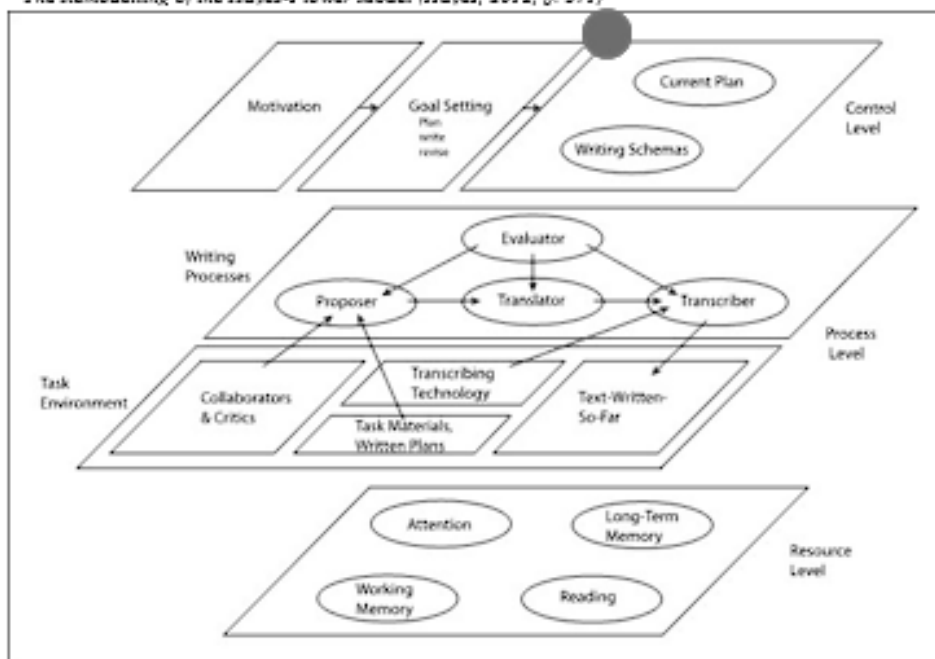 Motivation
Goal Setting
Plan
write
revise
Current Plan
Writing Schemas
Control
Level
Writing
Processes
Evaluator
Proposer
Translator
Transcriber
Process
Level
Task
Environment
Collaborators
& Critics
Transcribing
Technology
Task Materials,
Written Plans
Text-Written-
So-Far
Attention
Long-Term
Memory
Working
Memory
Reading
Resource
Level